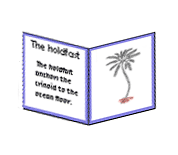 The holdfast
The holdfast
anchors the
crinoid to the
ocean floor.